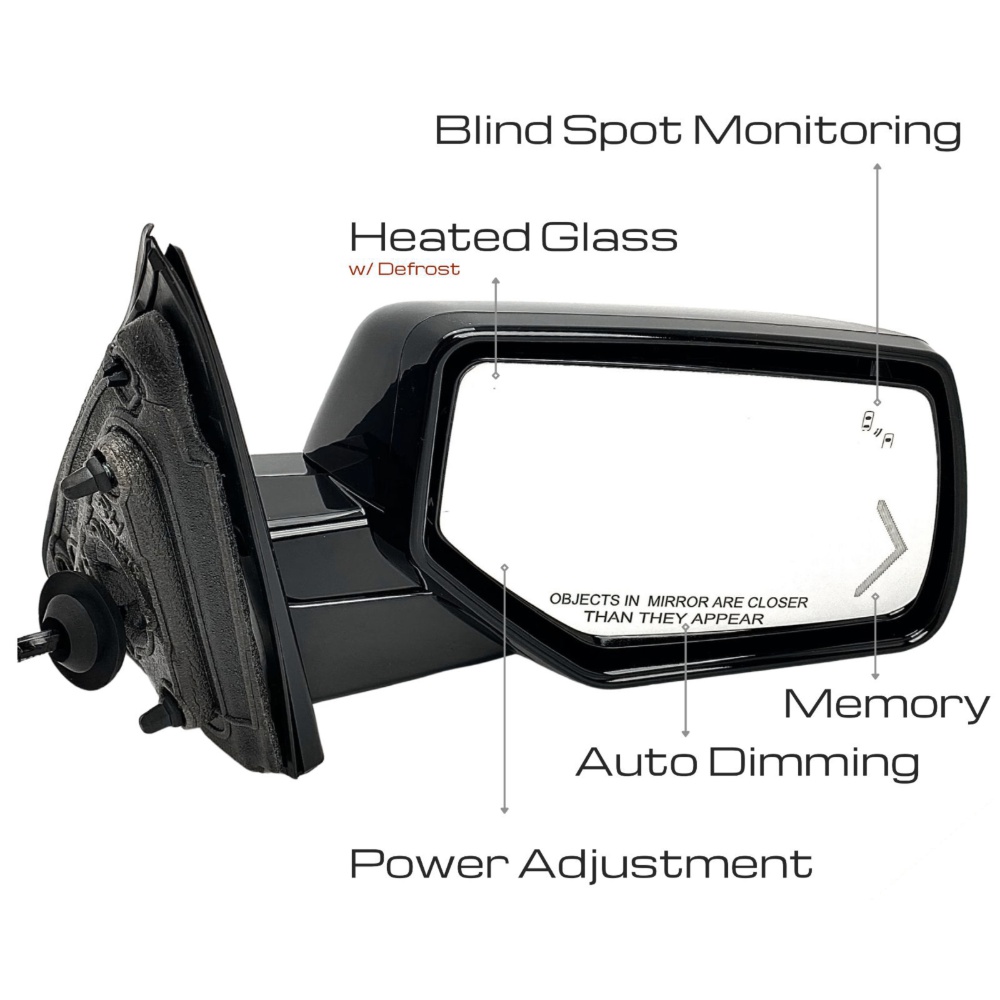 Blind Spot Monitoring
Heated Glass
w/ Defrost
OBJECTS IN MIRROR ARE CLOSER
THAN THEY APPEAR
Memory
Auto Dimming
Power Adjustment